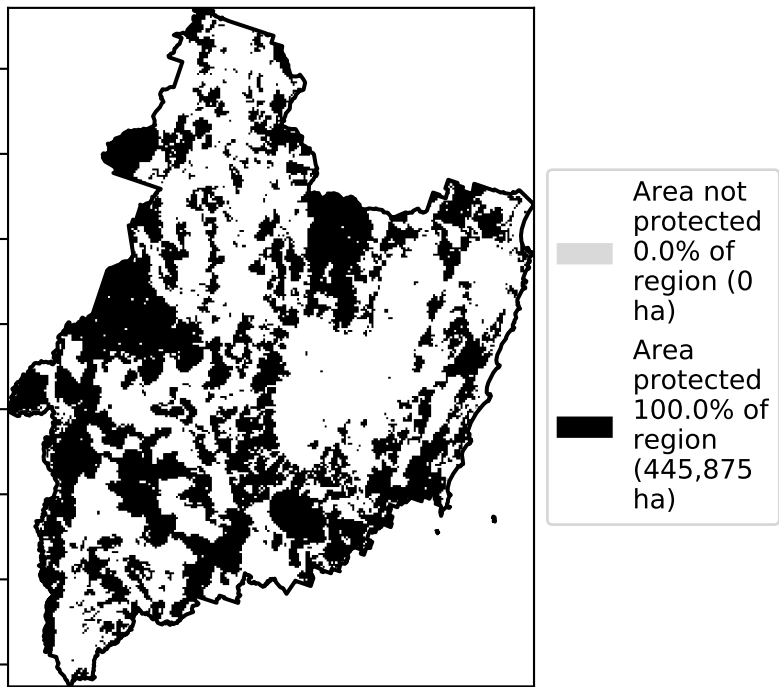 Area not
protected
0.0% of
region (0
ha)
Area
protected
100.0% of
region
(445,875
ha)